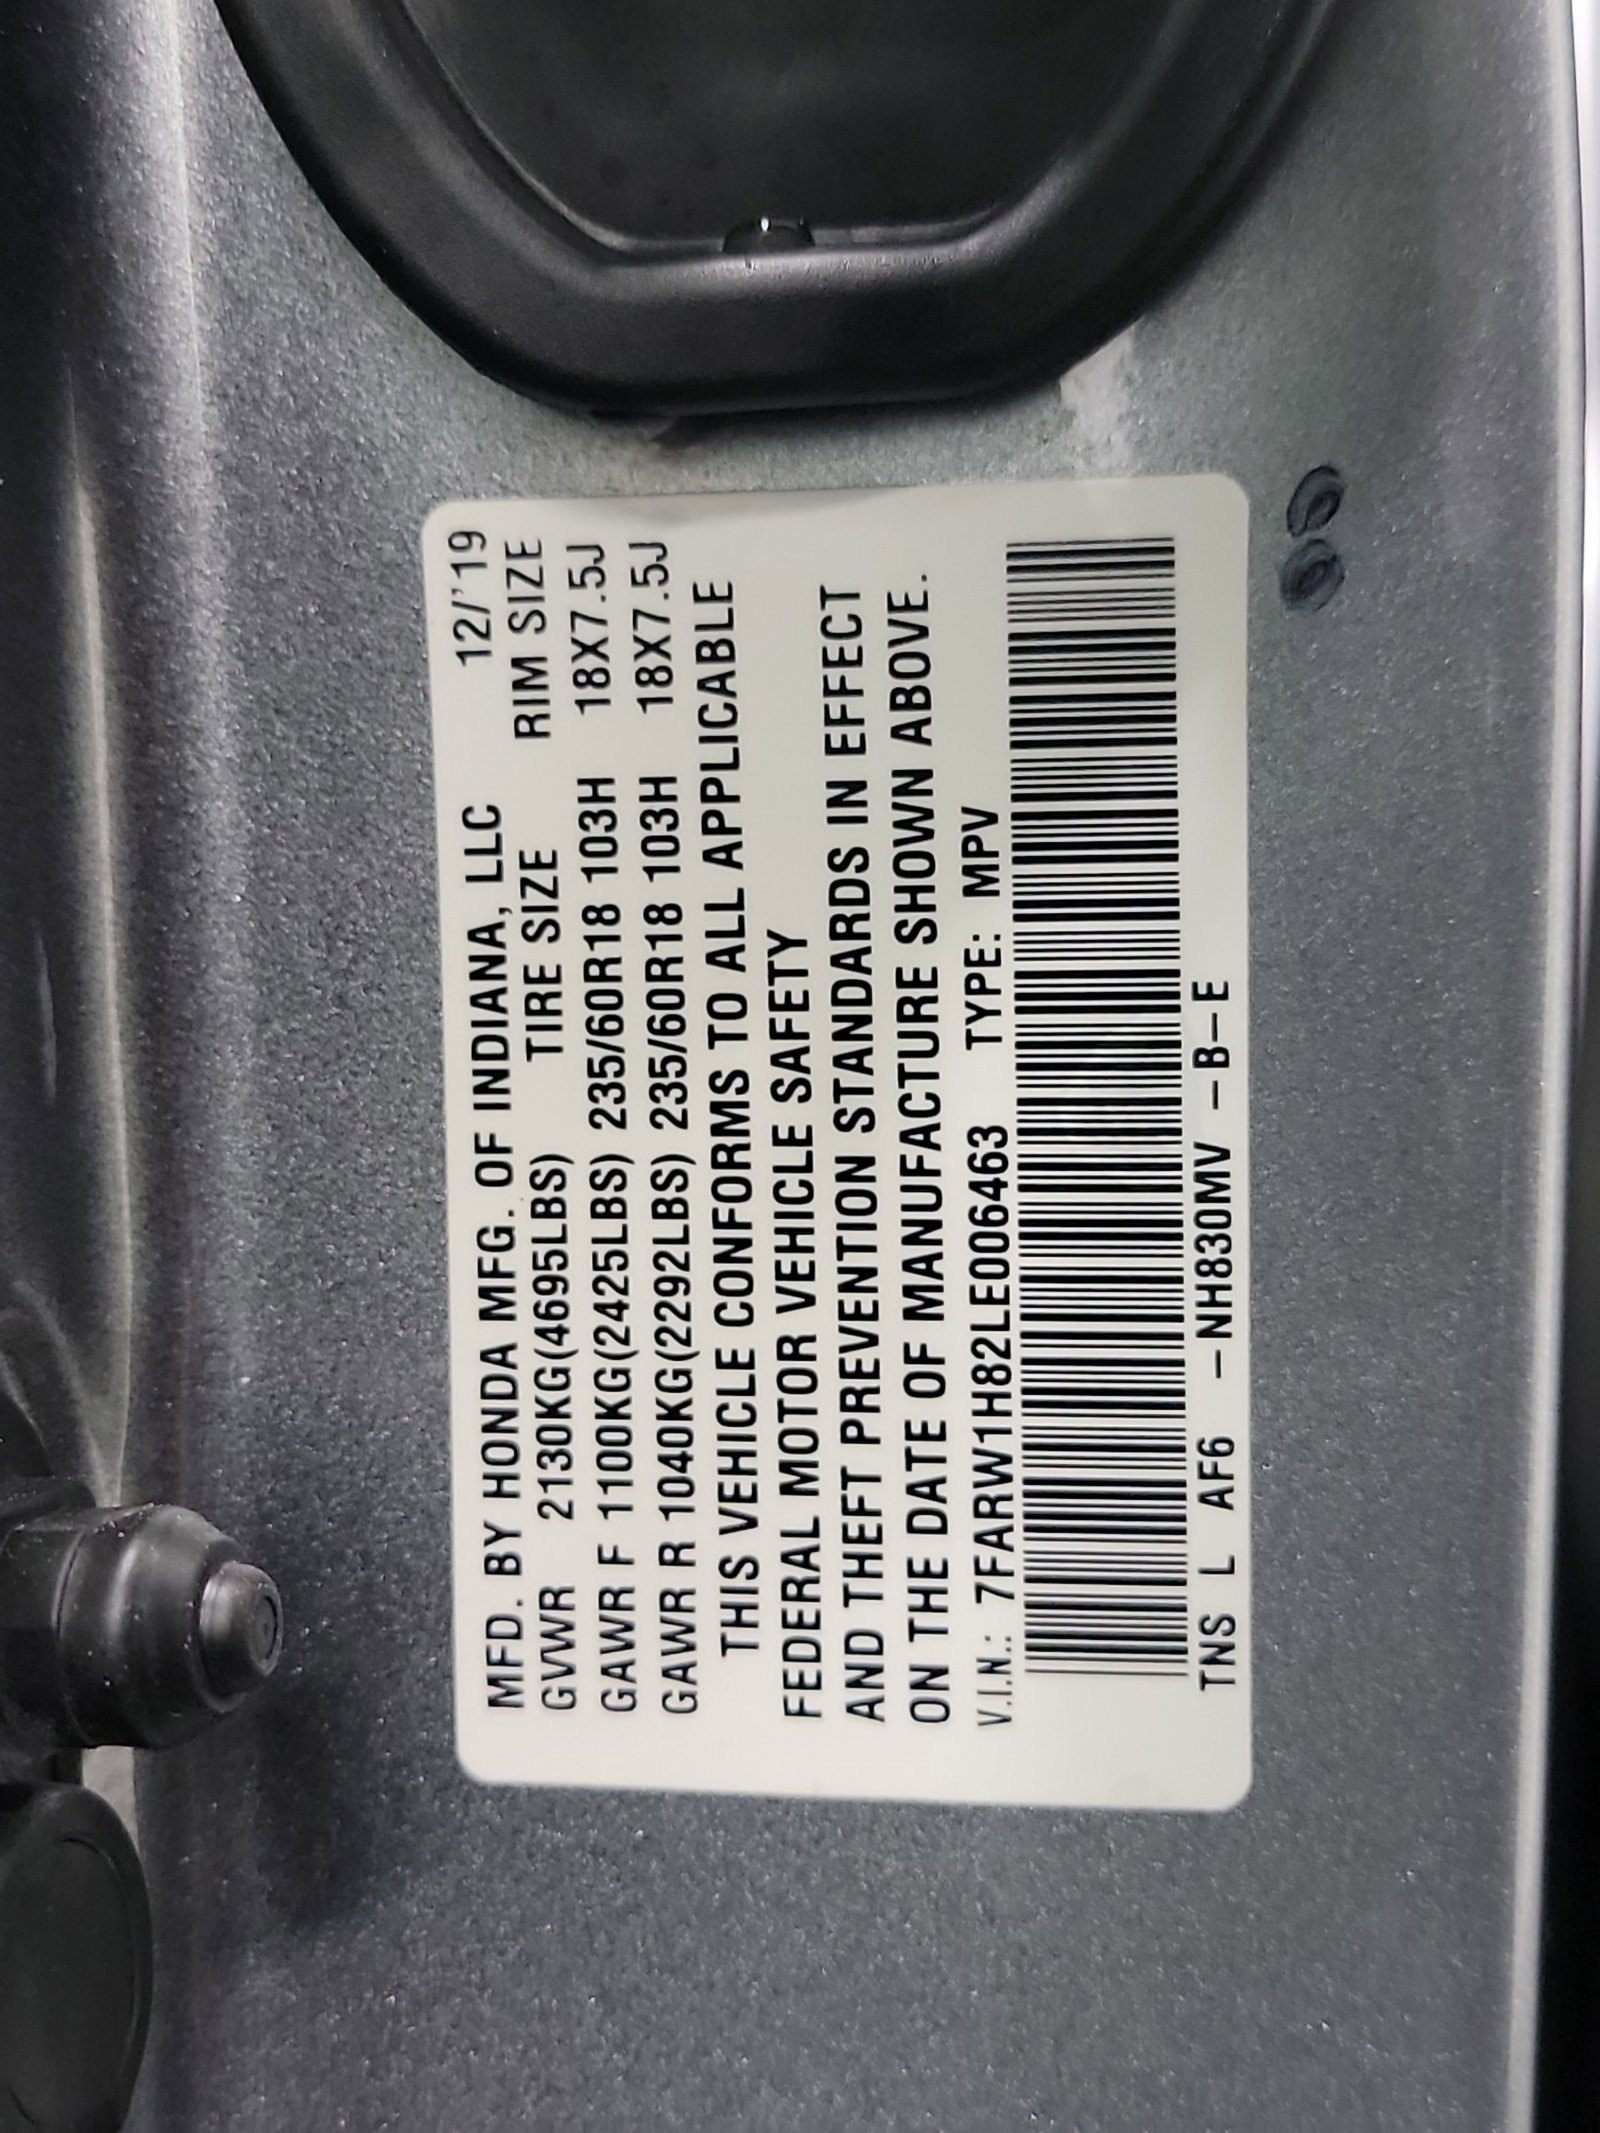 MFD. BY HONDA MFG. OF INDIANA, LLC 12/'19
GVWR 2130KG(4695LBS) TIRE SIZE RIM SIZE
GAWR F 1100KG(2425LBS) 235/60R18 103H 18X7.5J
GAWR R 1040KG(2292LBS) 235/60R18 103H 18X7.5J
THIS VEHICLE CONFORMS TO ALL APPLICABLE
FEDERAL MOTOR VEHICLE SAFETY
AND THEFT PREVENTION STANDARDS IN EFFECT
ON THE DATE OF MANUFACTURE SHOWN ABOVE.
V.I.N.: 7FARW1H82LE006463 TYPE: MPV
TNS L AF6 –NH830MV –B–E